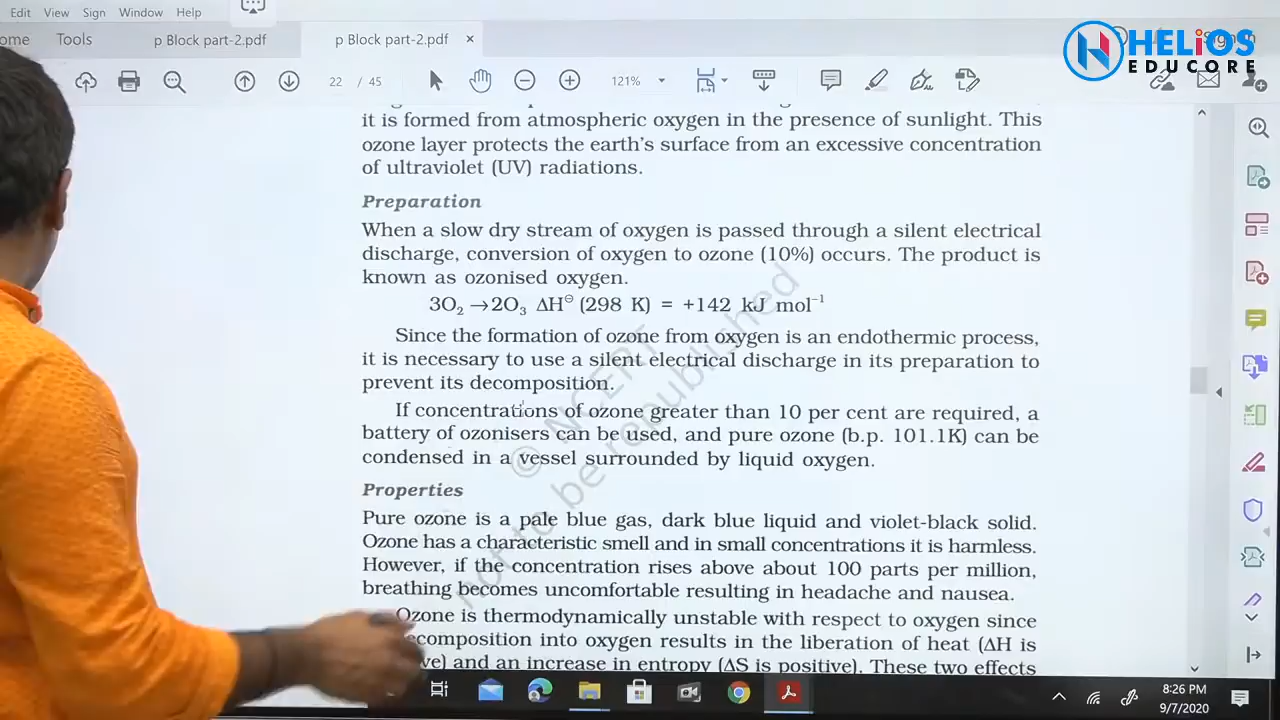 Edit View Sign Window Help
ome Tools p Block part-2.pdf p Block part-2.pdf ×
HELiOS
EDUCORE
22 / 45 121%
it is formed from atmospheric oxygen in the presence of sunlight. This
ozone layer protects the earth's surface from an excessive concentration
of ultraviolet (UV) radiations.
Preparation
When a slow dry stream of oxygen is passed through a silent electrical
discharge, conversion of oxygen to ozone (10%) occurs. The product is
known as ozonised oxygen.
3O₂ →2O₃ ΔH⊖ (298 K) = +142 kJ mol⁻¹
Since the formation of ozone from oxygen is an endothermic process,
it is necessary to use a silent electrical discharge in its preparation to
prevent its decomposition.
If concentrations of ozone greater than 10 per cent are required, a
battery of ozonisers can be used, and pure ozone (b.p. 101.1K) can be
condensed in a vessel surrounded by liquid oxygen.
Properties
Pure ozone is a pale blue gas, dark blue liquid and violet-black solid.
Ozone has a characteristic smell and in small concentrations it is harmless.
However, if the concentration rises above about 100 parts per million,
breathing becomes uncomfortable resulting in headache and nausea.
Ozone is thermodynamically unstable with respect to oxygen since
ecomposition into oxygen results in the liberation of heat (ΔH is
ve) and an increase in entropy (ΔS is positive). These two effects
© NCERT
not to be republished
8:26 PM
9/7/2020